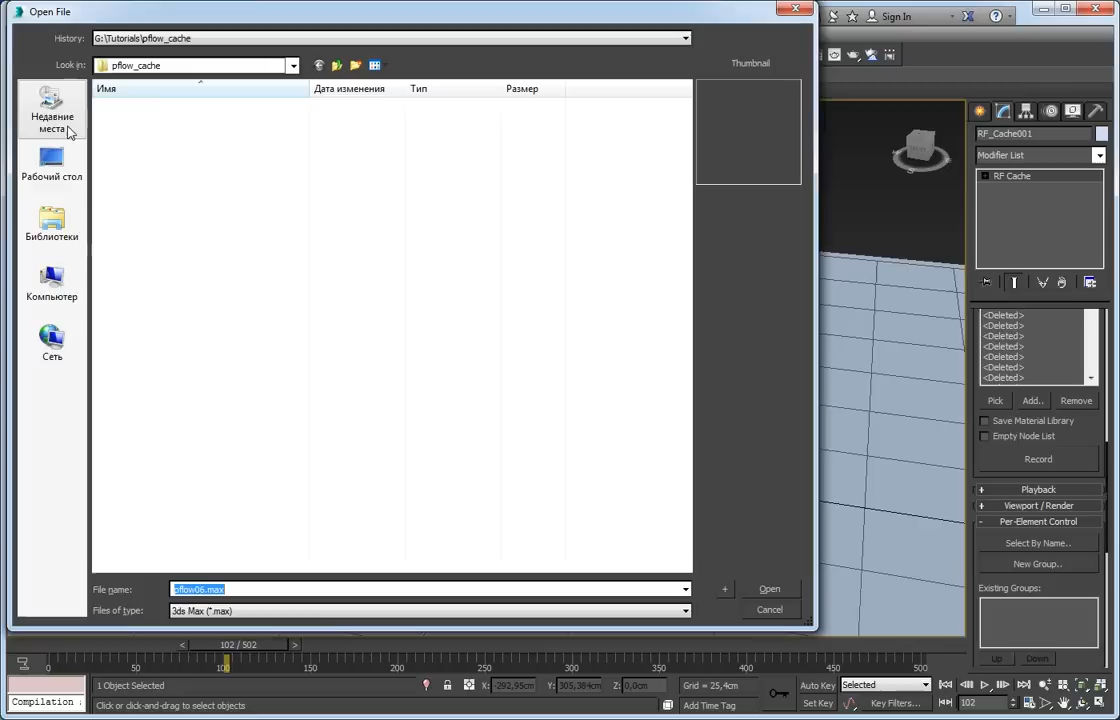 Open File
Sign In
History: G:\Tutorials\pflow_cache
Look in: pflow_cache
Thumbnail
Имя Дата изменения Тип Размер
Недавние места
Рабочий стол
Библиотеки
Компьютер
Сеть
File name: pflow06.max
Open
Files of type: 3ds Max (*.max)
Cancel
RF_Cache001
Modifier List
RF Cache
<Deleted>
<Deleted>
<Deleted>
<Deleted>
<Deleted>
<Deleted>
<Deleted>
Pick Add.. Remove
Save Material Library
Empty Node List
Record
+ Playback
+ Viewport / Render
- Per-Element Control
Select By Name..
New Group..
Existing Groups:
Up Down
< 102 / 502 >
0 50 100 150 200 250 300 350 400 450 500
1 Object Selected
X: -292,95cm Y: 305,384cm Z: 0,0cm
Grid = 25,4cm
Auto Key Selected
Compilation
Click or click-and-drag to select objects
Add Time Tag
Set Key Key Filters...
102